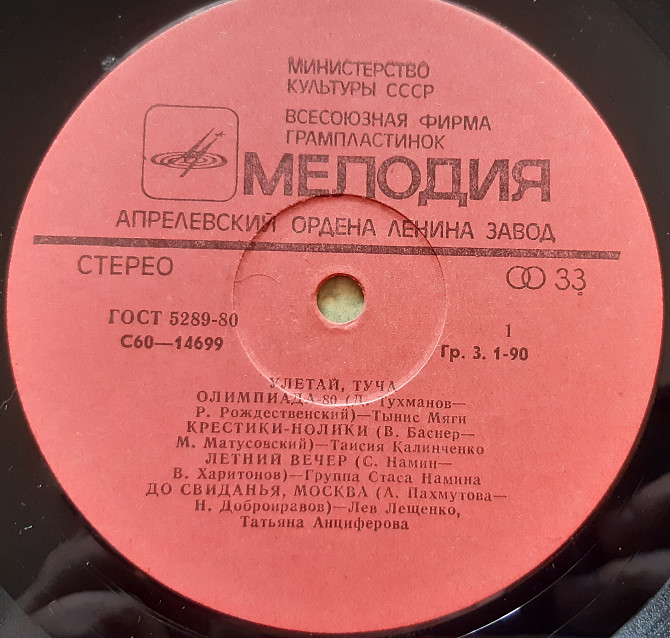 МИНИСТЕРСТВО
КУЛЬТУРЫ СССР
ВСЕСОЮЗНАЯ ФИРМА
ГРАМПЛАСТИНОК
МЕЛОДИЯ
АПРЕЛЕВСКИЙ ОРДЕНА ЛЕНИНА ЗАВОД
СТЕРЕО
33
ГОСТ 5289-80
С60—14699
1
Гр. 3. 1-90
УЛЕТАЙ, ТУЧА
ОЛИМПИАДА-80 (Д. Тухманов—
Р. Рождественский)—Тынис Мяги
КРЕСТИКИ-НОЛИКИ (В. Баснер—
М. Матусовский)—Таисия Калинченко
ЛЕТНИЙ ВЕЧЕР (С. Намин—
В. Харитонов)—Группа Стаса Намина
ДО СВИДАНЬЯ, МОСКВА (А. Пахмутова—
Н. Добронравов)—Лев Лещенко,
Татьяна Анциферова